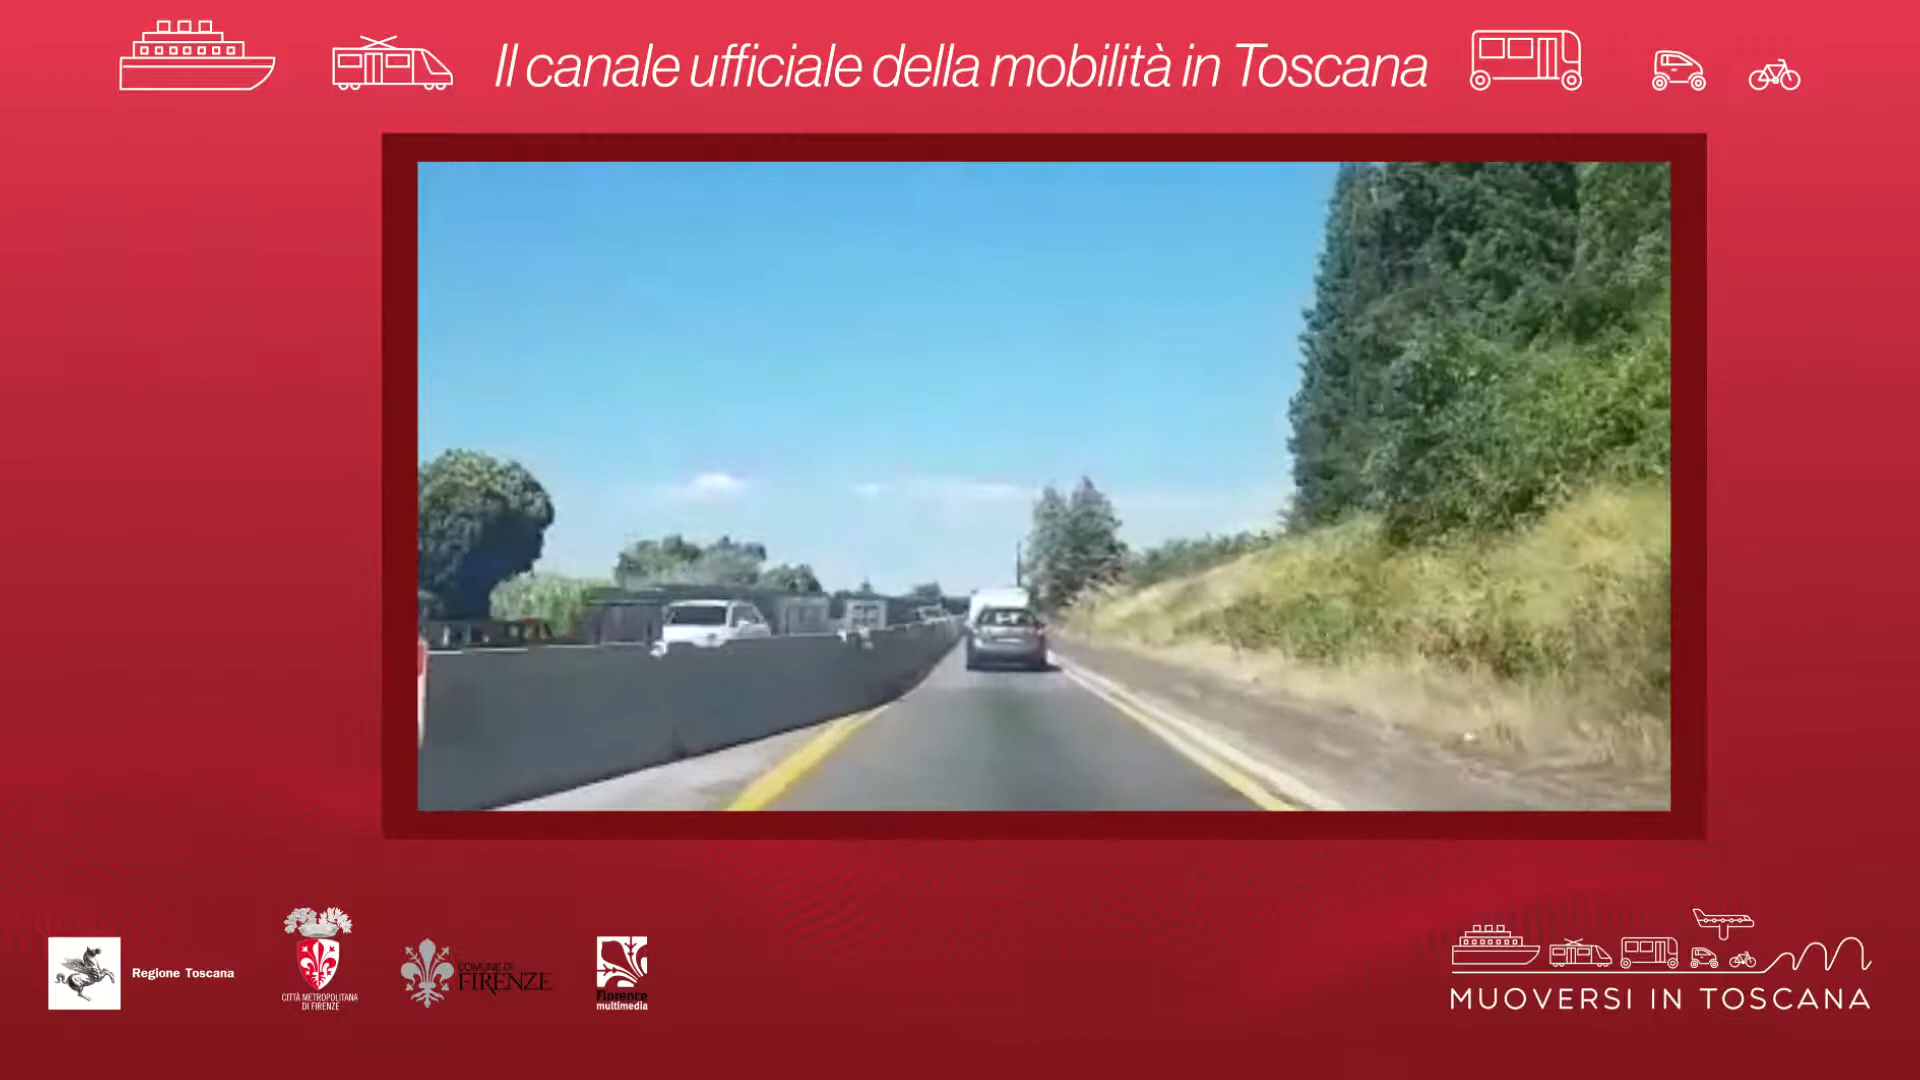 Il canale ufficiale della mobilità in Toscana
Regione Toscana
CITTÀ METROPOLITANA
DI FIRENZE
COMUNE DI
FIRENZE
Florence
multimedia
MUOVERSI IN TOSCANA